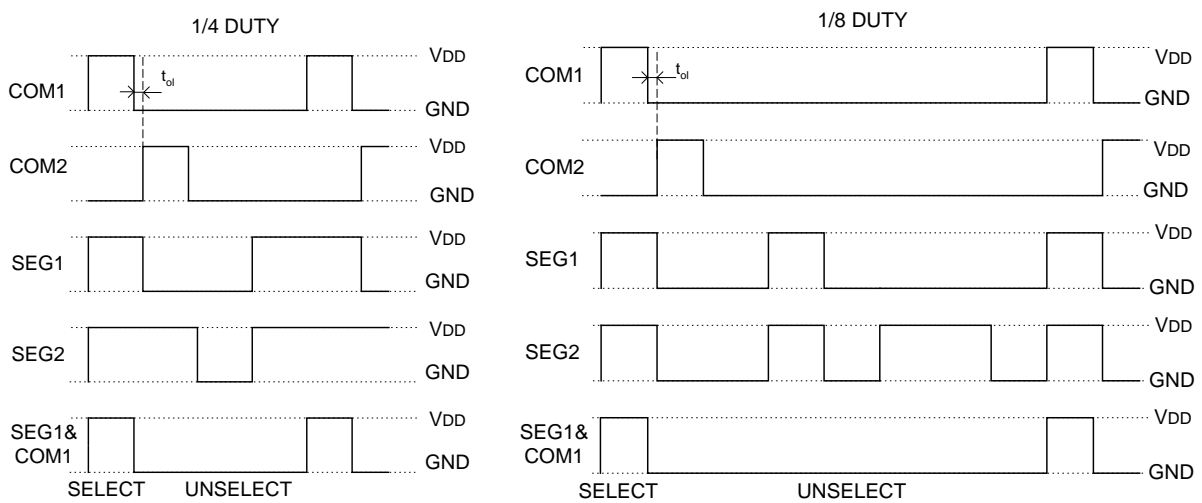 1/4 DUTY
VDD
COM1
tol
GND
VDD
COM2
GND
VDD
SEG1
GND
VDD
SEG2
GND
VDD
SEG1&
COM1
GND
SELECT UNSELECT
1/8 DUTY
VDD
COM1
tol
GND
VDD
COM2
GND
VDD
SEG1
GND
VDD
SEG2
GND
VDD
SEG1&
COM1
GND
SELECT UNSELECT